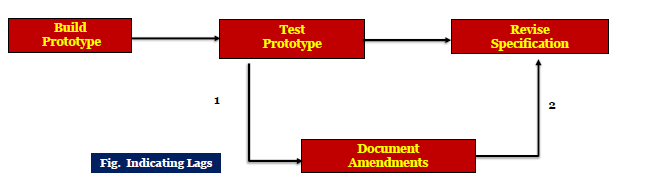 Build
Prototype
Test
Prototype
Revise
Specification
1
2
Document
Amendments
Fig.  Indicating Lags